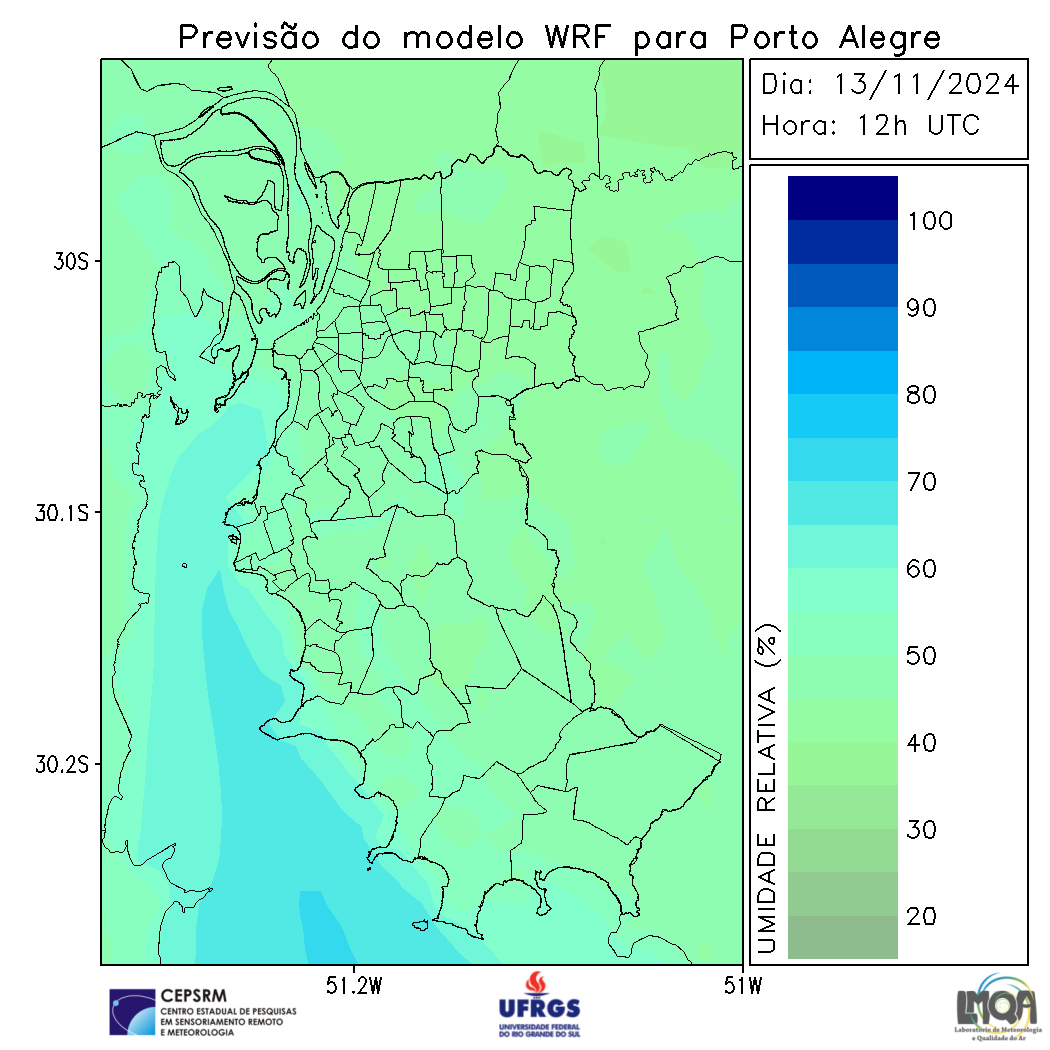 Previsão do modelo WRF para Porto Alegre
Dia: 13/11/2024
Hora: 12h UTC
100
90
80
70
60
50
40
30
20
UMIDADE RELATIVA (%)
30S
30.1S
30.2S
51.2W
51W
CEPSRM
CENTRO ESTADUAL DE PESQUISAS
EM SENSORIAMENTO REMOTO
E METEOROLOGIA
UFRGS
UNIVERSIDADE FEDERAL
DO RIO GRANDE DO SUL
LMQA
Laboratório de Meteorologia
e Qualidade do Ar